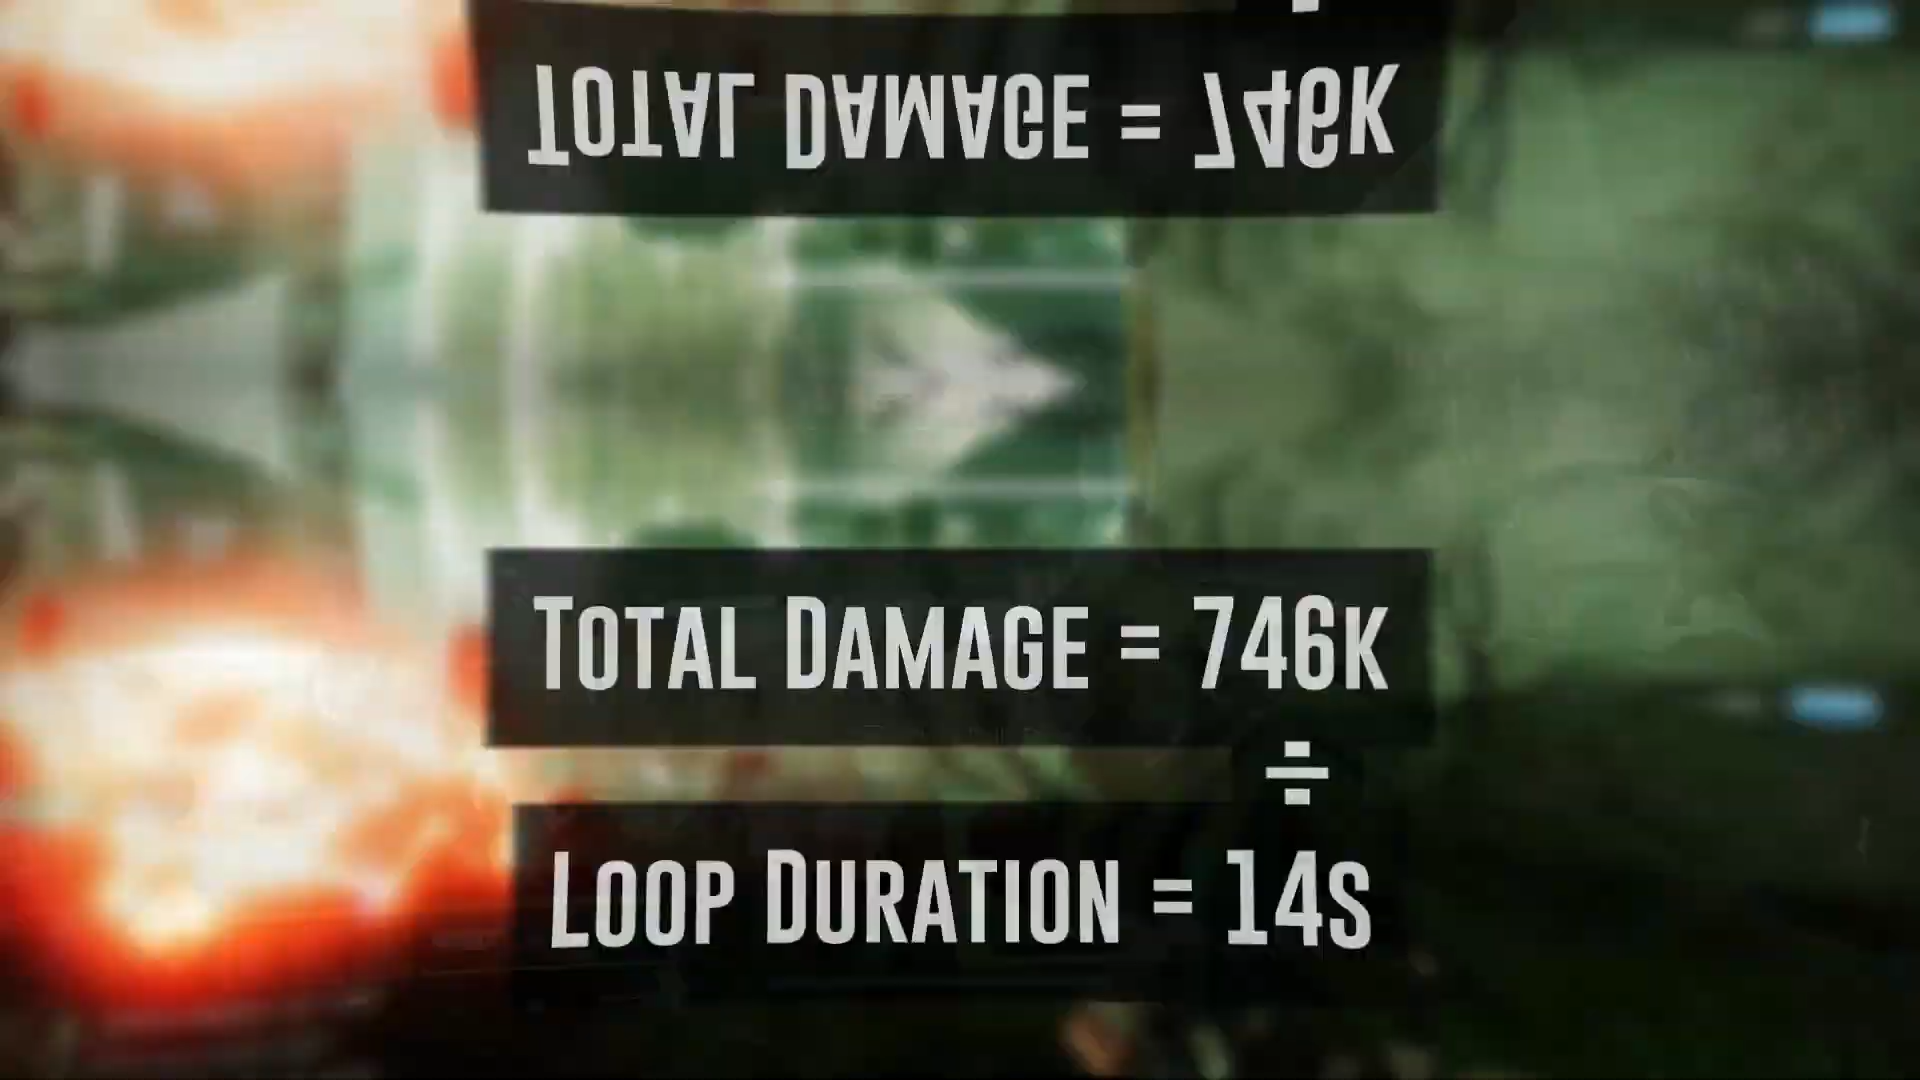 TOTAL DAMAGE = 746K
TOTAL DAMAGE = 746K
÷
LOOP DURATION = 14S